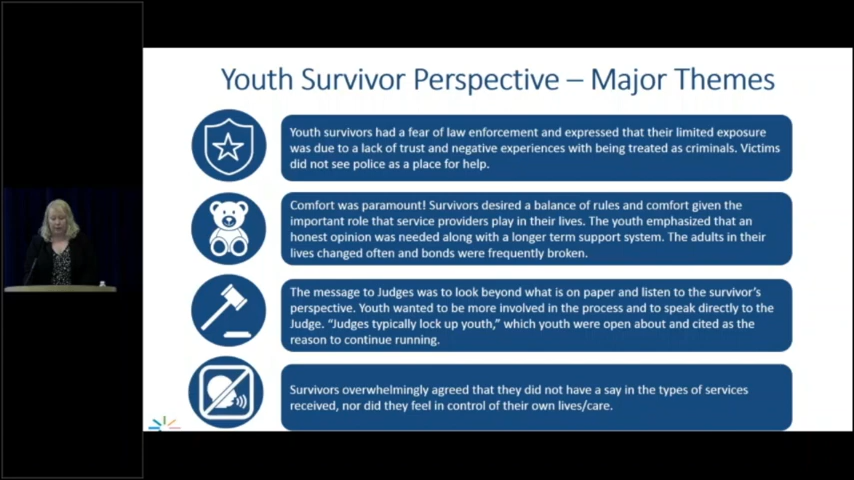 Youth Survivor Perspective – Major Themes
Youth survivors had a fear of law enforcement and expressed that their limited exposure
was due to a lack of trust and negative experiences with being treated as criminals. Victims
did not see police as a place for help.
Comfort was paramount! Survivors desired a balance of rules and comfort given the
important role that service providers play in their lives. The youth emphasized that an
honest opinion was needed along with a longer term support system. The adults in their
lives changed often and bonds were frequently broken.
The message to Judges was to look beyond what is on paper and listen to the survivor's
perspective. Youth wanted to be more involved in the process and to speak directly to the
Judge. “Judges typically lock up youth,” which youth were open about and cited as the
reason to continue running.
Survivors overwhelmingly agreed that they did not have a say in the types of services
received, nor did they feel in control of their own lives/care.